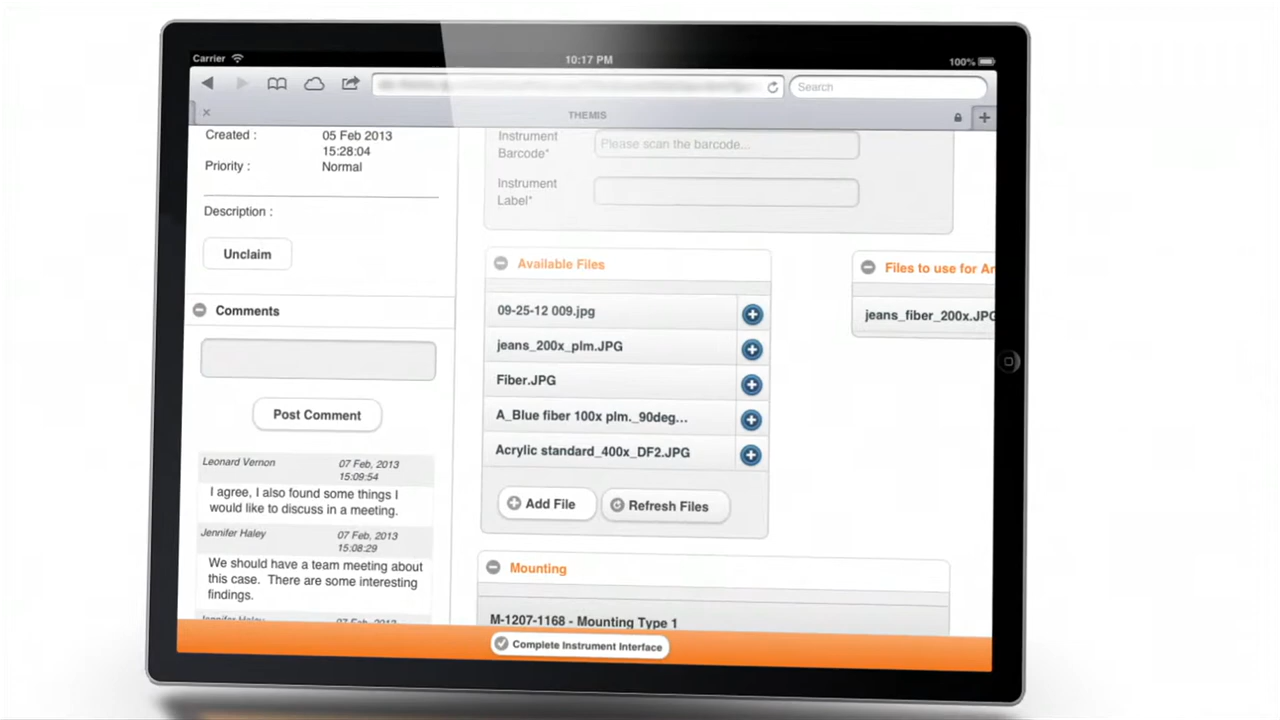 Carrier
10:17 PM
100%
Search
THEMIS
Created :
05 Feb 2013
15:28:04
Priority :
Normal
Description :
Unclaim
Comments
Post Comment
Leonard Vernon
07 Feb, 2013
15:09:54
I agree, I also found some things I
would like to discuss in a meeting.
Jennifer Haley
07 Feb, 2013
15:08:29
We should have a team meeting about
this case. There are some interesting
findings.
Jennifer Haley
07 Feb, 2013
Instrument
Barcode*
Please scan the barcode...
Instrument
Label*
Available Files
09-25-12 009.jpg
jeans_200x_plm.JPG
Fiber.JPG
A_Blue fiber 100x plm._90deg...
Acrylic standard_400x_DF2.JPG
Add File
Refresh Files
Files to use for An
jeans_fiber_200x.JPG
Mounting
M-1207-1168 - Mounting Type 1
Complete Instrument Interface